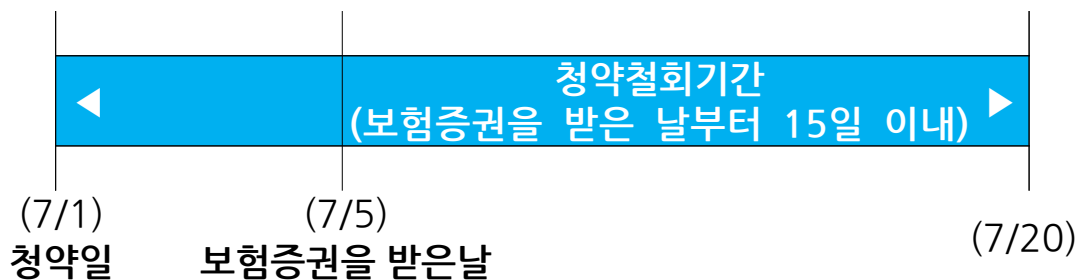 청약철회기간
(보험증권을 받은 날부터 15일 이내)
(7/1)
청약일
(7/5)
보험증권을 받은날
(7/20)